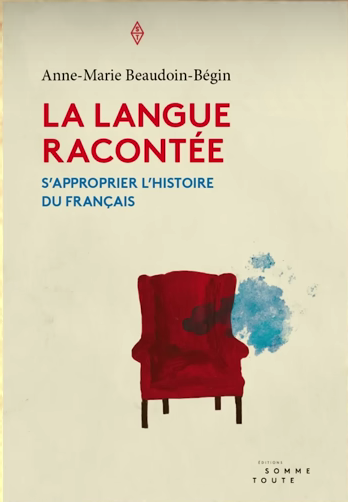 S
T
Anne-Marie Beaudoin-Bégin
LA LANGUE
RACONTÉE
S'APPROPRIER L'HISTOIRE
DU FRANÇAIS
ÉDITIONS
SOMME
TOUTE